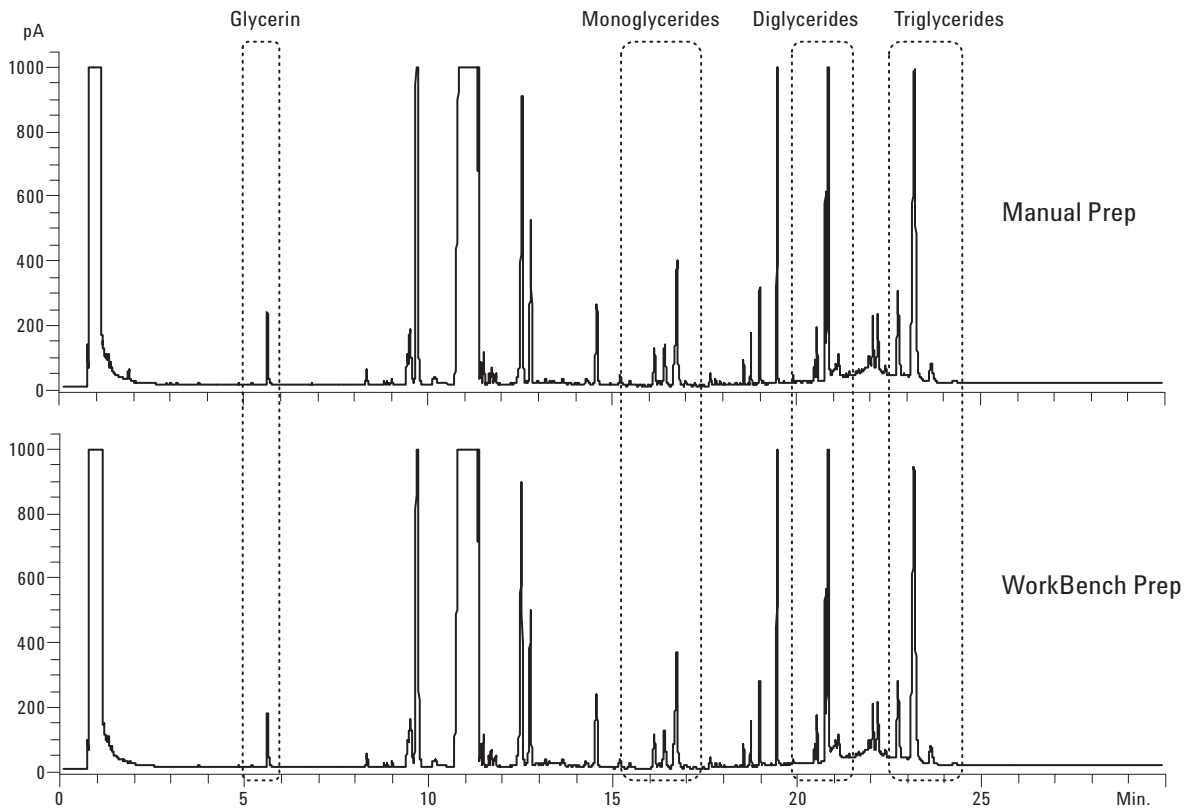 Glycerin Monoglycerides Diglycerides Triglycerides
pA
1000
800
600
400
200
0
Manual Prep
1000
800
600
400
200
0
WorkBench Prep
0 5 10 15 20 25 Min.